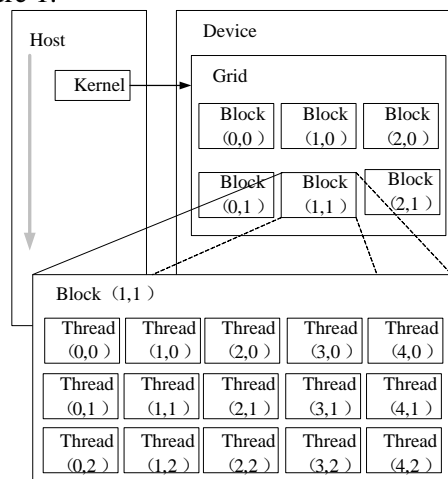 Host
Device
Kernel
Grid
Block
（0,0）
Block
（1,0）
Block
（2,0）
Block
（0,1）
Block
（1,1）
Block
（2,1）
Block（1,1）
Thread
（0,0）
Thread
（1,0）
Thread
（2,0）
Thread
（3,0）
Thread
（4,0）
Thread
（0,1）
Thread
（1,1）
Thread
（2,1）
Thread
（3,1）
Thread
（4,1）
Thread
（0,2）
Thread
（1,2）
Thread
（2,2）
Thread
（3,2）
Thread
（4,2）